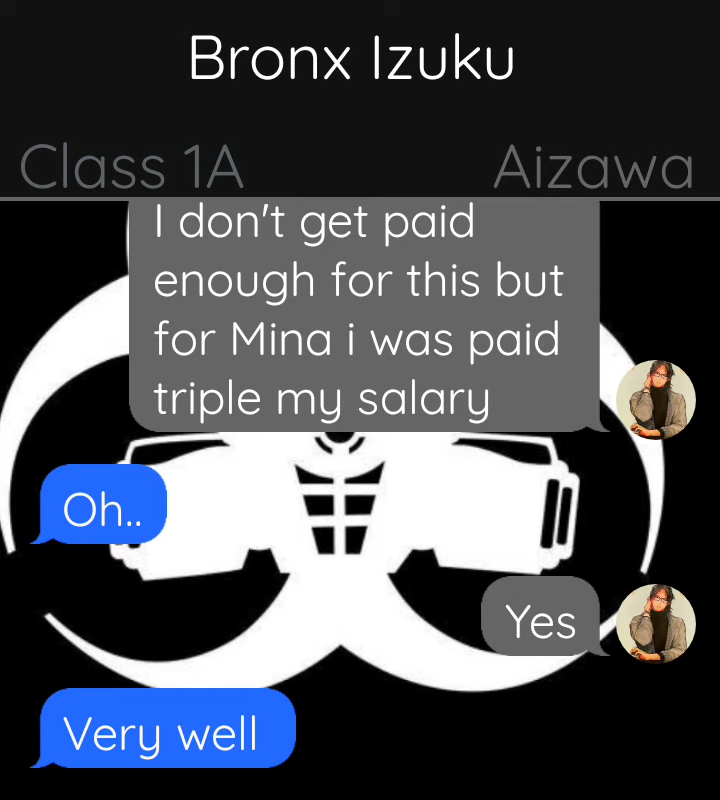 Bronx Izuku
Class 1A
Aizawa
I don't get paid
enough for this but
for Mina i was paid
triple my salary
Oh..
Yes
Very well